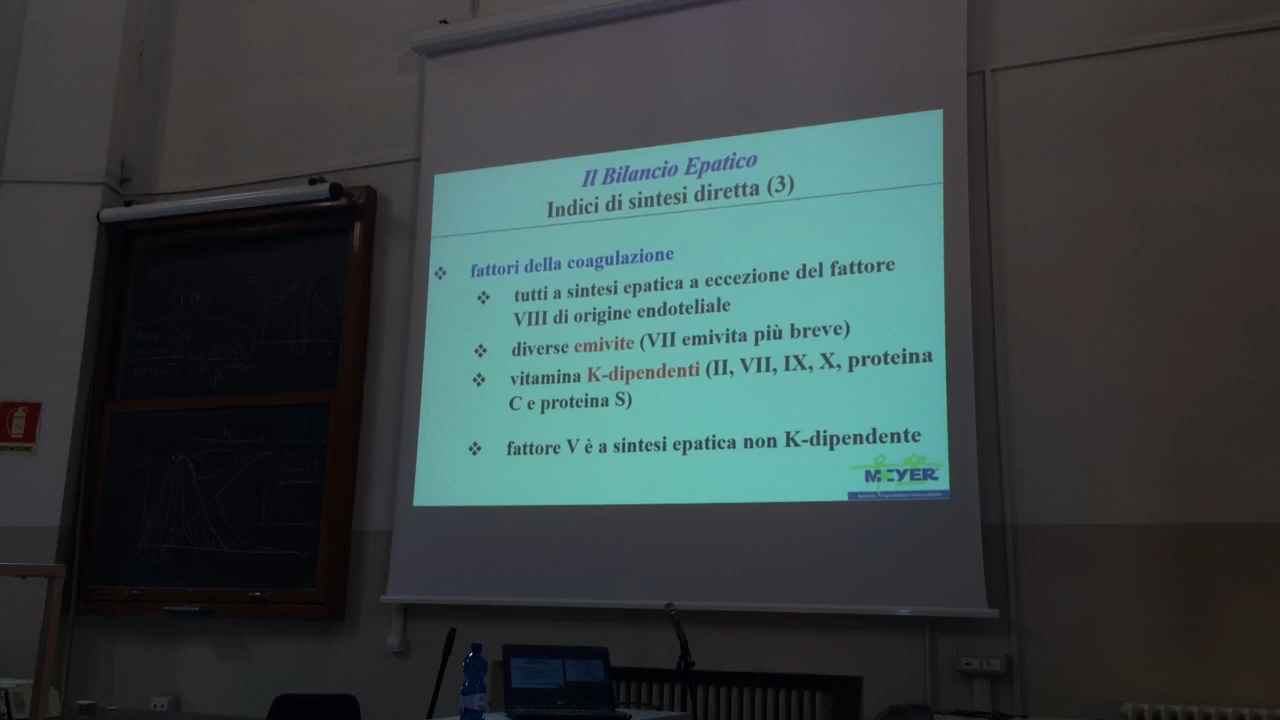 Il Bilancio Epatico
Indici di sintesi diretta (3)
❖ fattori della coagulazione
❖ tutti a sintesi epatica a eccezione del fattore
VIII di origine endoteliale
❖ diverse emivite (VII emivita più breve)
❖ vitamina K-dipendenti (II, VII, IX, X, proteina
C e proteina S)
❖ fattore V è a sintesi epatica non K-dipendente
MEYER